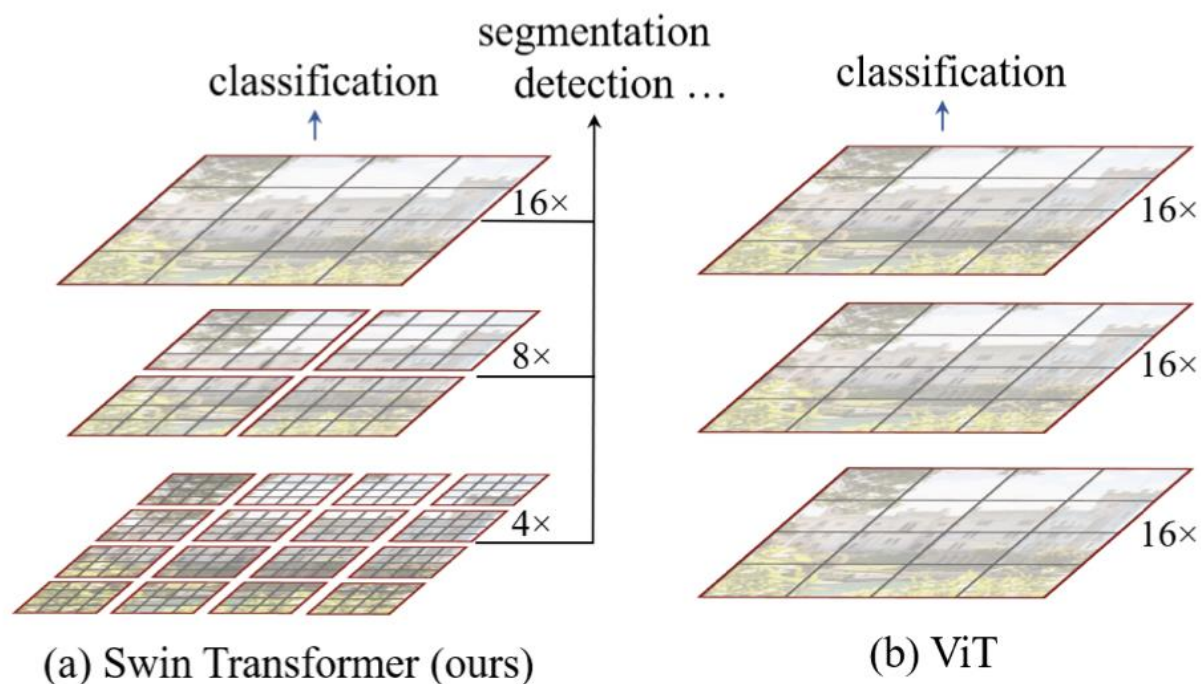 segmentation
detection ...
classification
16×
8×
4×
(a) Swin Transformer (ours)
classification
16×
16×
16×
(b) ViT